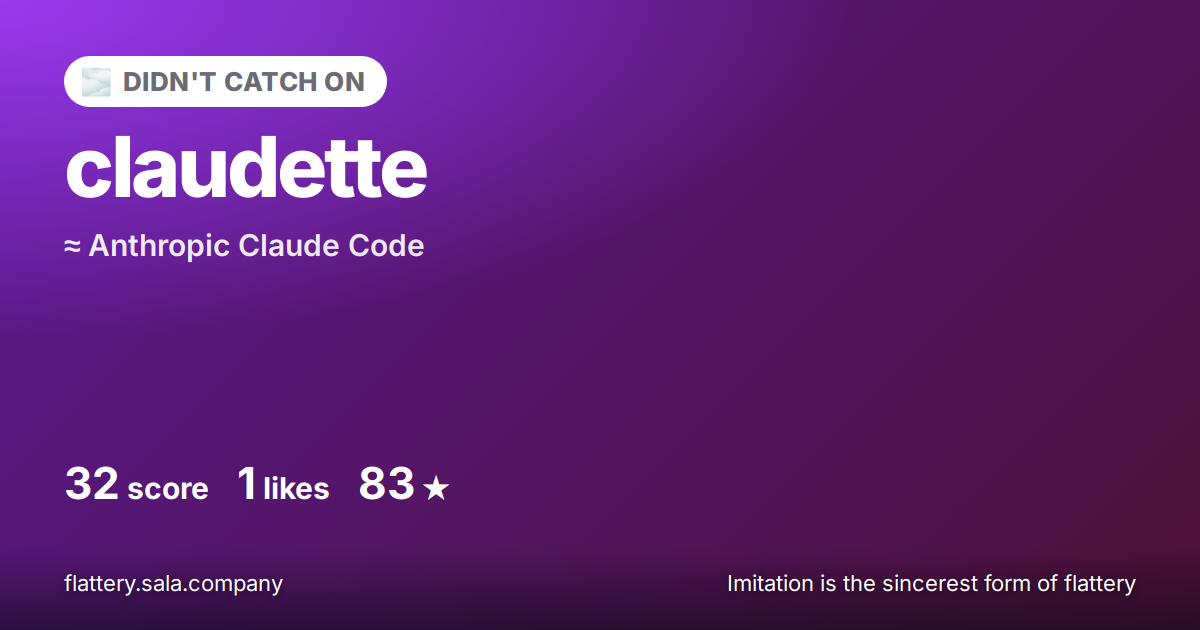 DIDN'T CATCH ON
claudette
≈ Anthropic Claude Code
32 score 1 likes 83 ★
flattery.sala.company
Imitation is the sincerest form of flattery